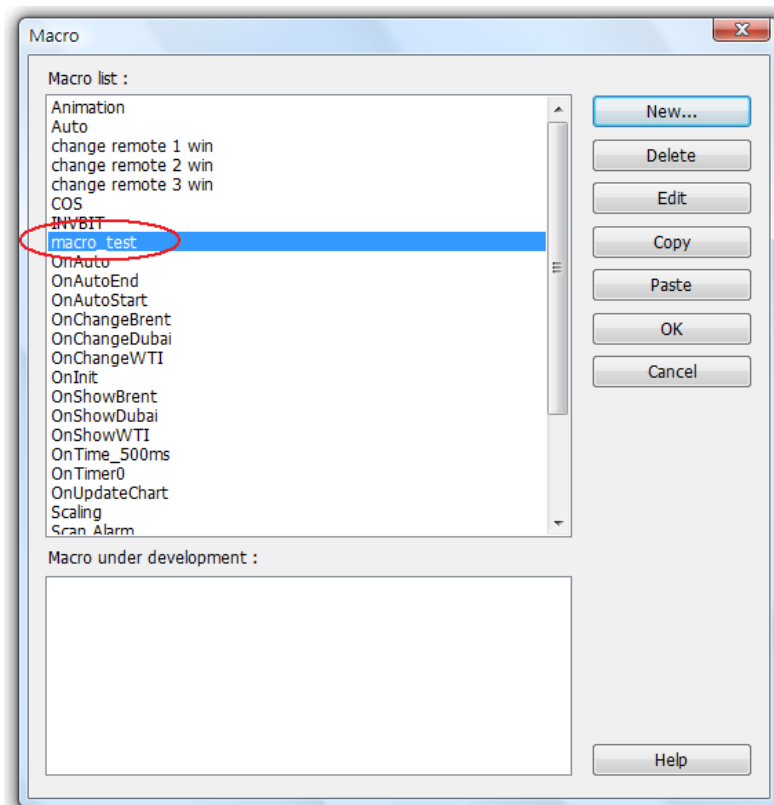 Macro
Macro list :
Animation
Auto
change remote 1 win
change remote 2 win
change remote 3 win
COS
INVBIT
macro_test
OnAuto
OnAutoEnd
OnAutoStart
OnChangeBrent
OnChangeDubai
OnChangeWTI
OnInit
OnShowBrent
OnShowDubai
OnShowWTI
OnTime_500ms
OnTimer0
OnUpdateChart
Scaling
Scan Alarm
New...
Delete
Edit
Copy
Paste
OK
Cancel
Macro under development :
Help